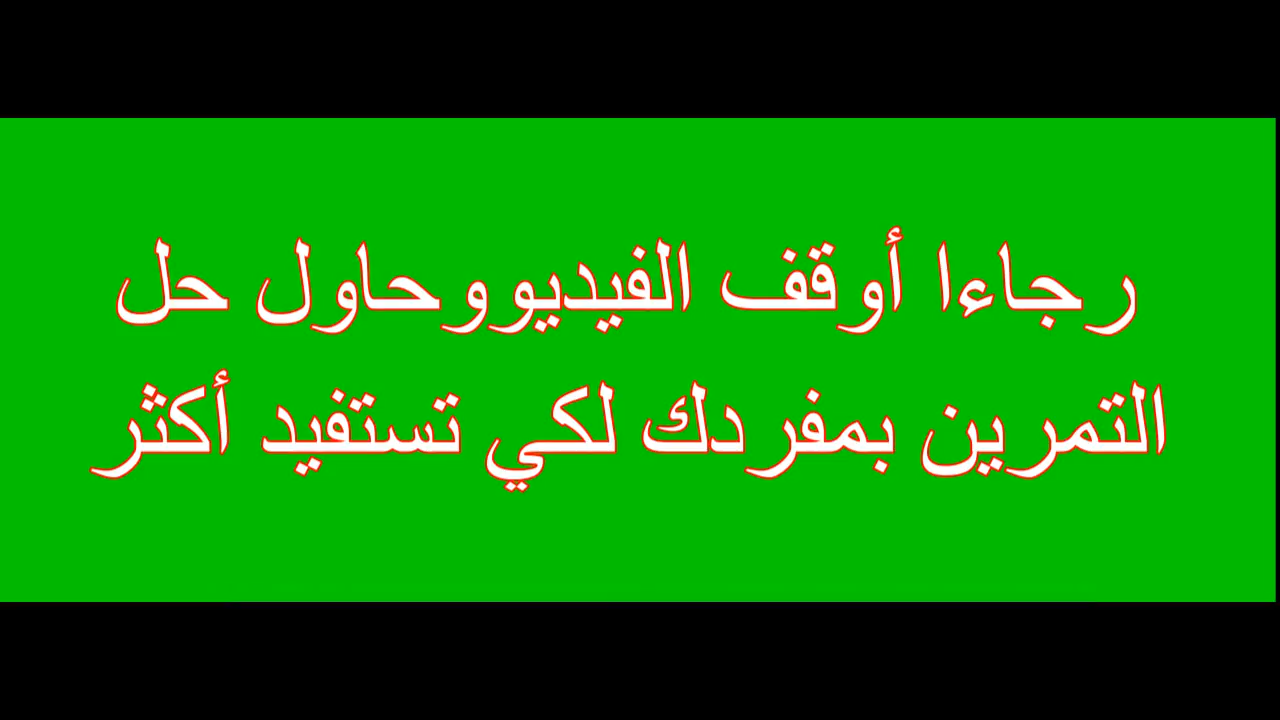 رجاءا أوقف الفيديووحاول حل
التمرين بمفردك لكي تستفيد أكثر